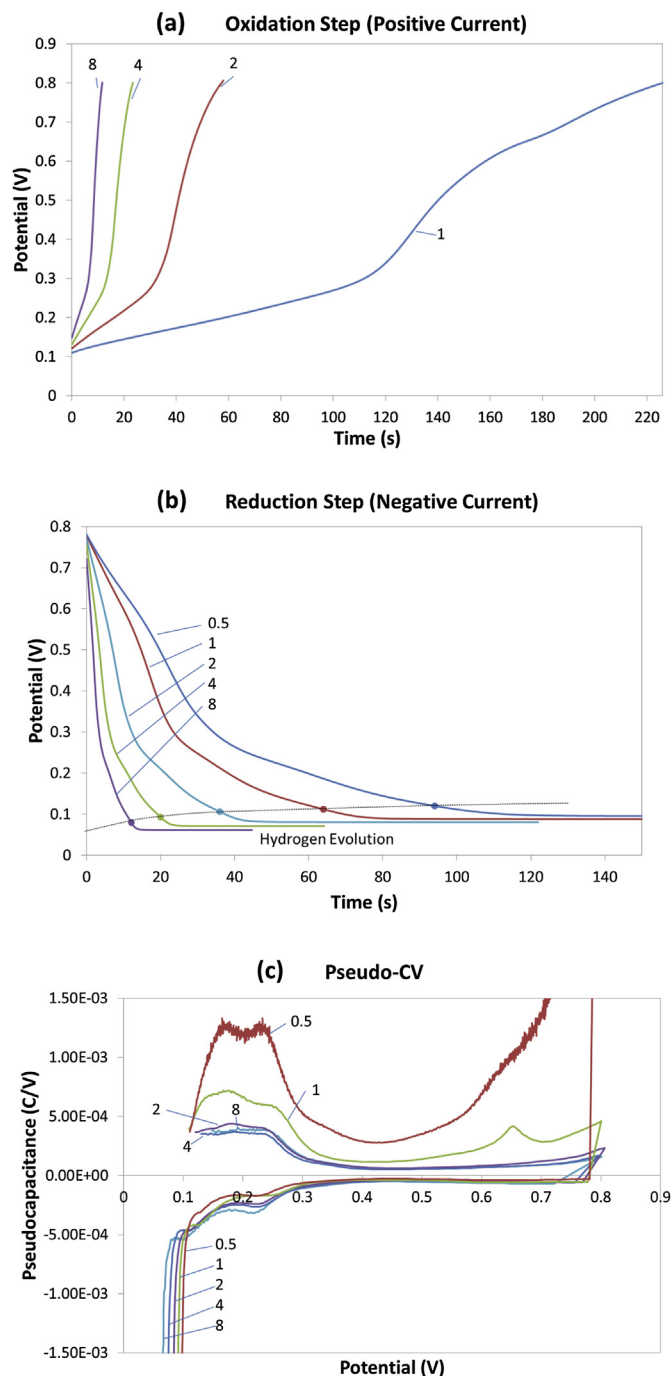 (a) Oxidation Step (Positive Current)
0.9
0.8
0.7
0.6
0.5
0.4
0.3
0.2
0.1
0
Potential (V)
8
4
2
1
0 20 40 60 80 100 120 140 160 180 200 220
Time (s)
(b) Reduction Step (Negative Current)
0.8
0.7
0.6
0.5
0.4
0.3
0.2
0.1
0
Potential (V)
0.5
1
2
4
8
Hydrogen Evolution
0 20 40 60 80 100 120 140
Time (s)
(c) Pseudo-CV
1.50E-03
1.00E-03
5.00E-04
0.00E+00
-5.00E-04
-1.00E-03
-1.50E-03
Pseudocapacitance (C/V)
0.5
1
2
8
4
0 0.1 0.2 0.3 0.4 0.5 0.6 0.7 0.8 0.9
0.5
1
2
4
8
Potential (V)